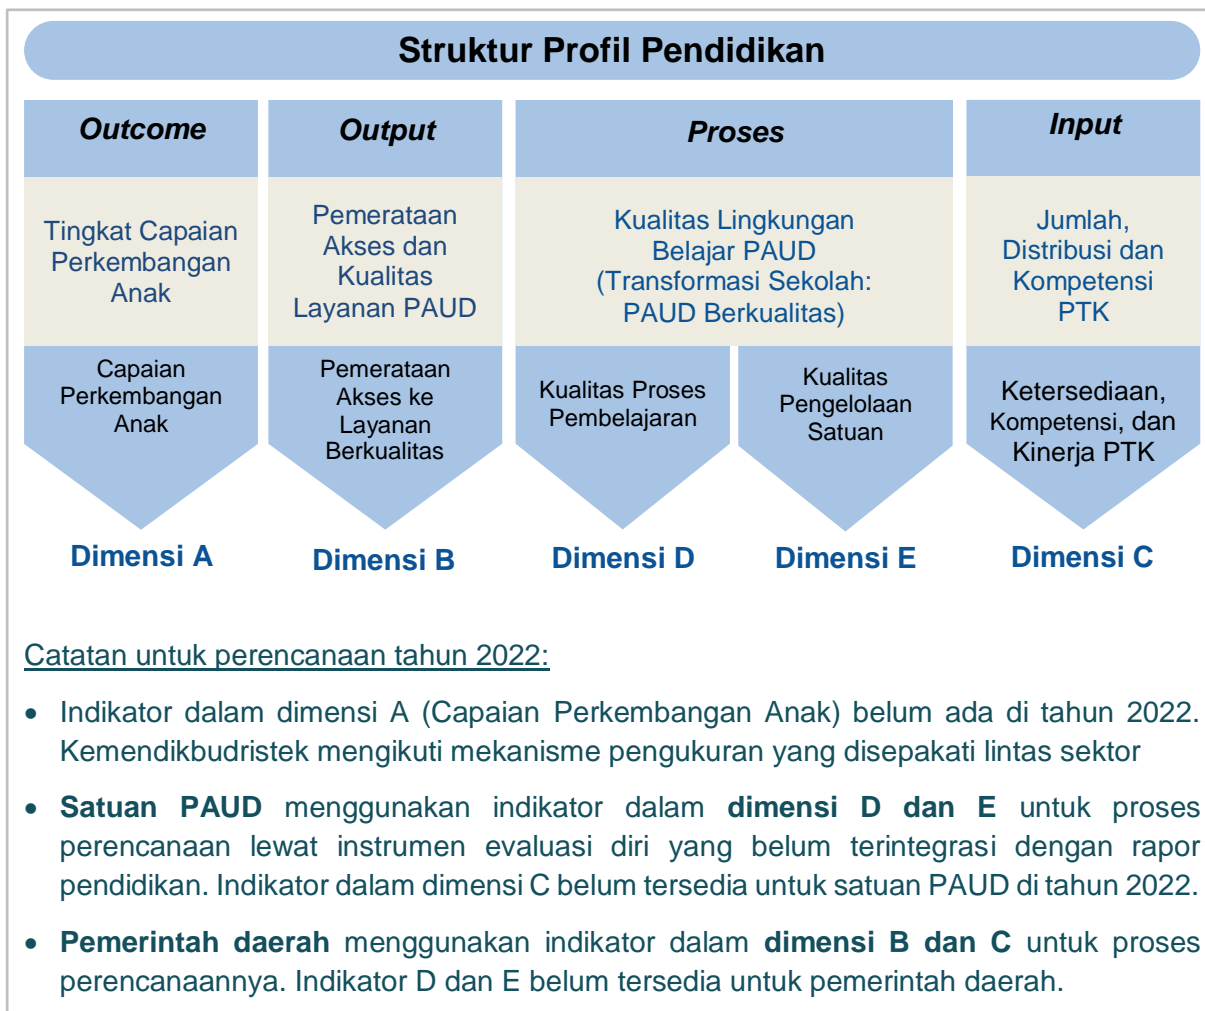 Struktur Profil Pendidikan
Outcome
Output
Proses
Input
Tingkat Capaian
Perkembangan
Anak
Pemerataan
Akses dan
Kualitas
Layanan PAUD
Kualitas Lingkungan
Belajar PAUD
(Transformasi Sekolah:
PAUD Berkualitas)
Jumlah,
Distribusi dan
Kompetensi
PTK
Capaian
Perkembangan
Anak
Pemerataan
Akses ke
Layanan
Berkualitas
Kualitas Proses
Pembelajaran
Kualitas
Pengelolaan
Satuan
Ketersediaan,
Kompetensi, dan
Kinerja PTK
Dimensi A
Dimensi B
Dimensi D
Dimensi E
Dimensi C
Catatan untuk perencanaan tahun 2022:
• Indikator dalam dimensi A (Capaian Perkembangan Anak) belum ada di tahun 2022.
Kemendikbudristek mengikuti mekanisme pengukuran yang disepakati lintas sektor
• Satuan PAUD menggunakan indikator dalam dimensi D dan E untuk proses
perencanaan lewat instrumen evaluasi diri yang belum terintegrasi dengan rapor
pendidikan. Indikator dalam dimensi C belum tersedia untuk satuan PAUD di tahun 2022.
• Pemerintah daerah menggunakan indikator dalam dimensi B dan C untuk proses
perencanaannya. Indikator D dan E belum tersedia untuk pemerintah daerah.